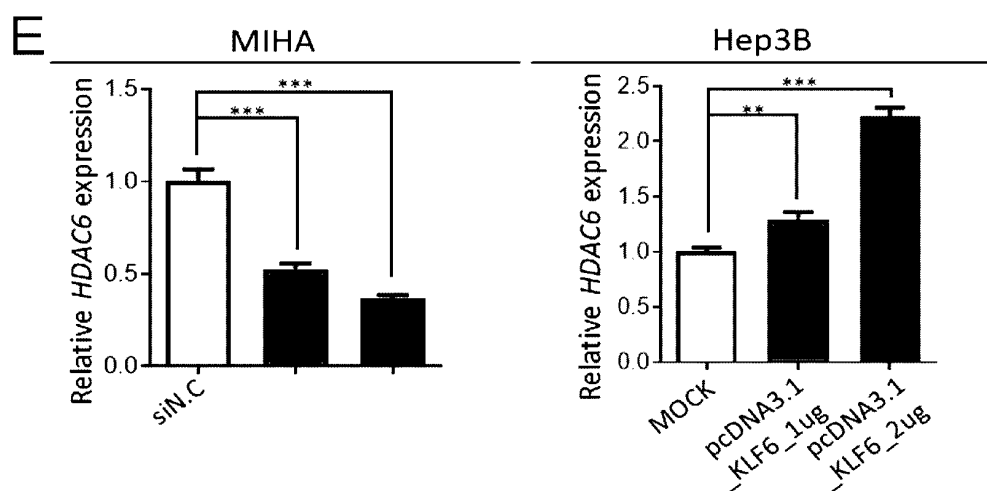 E
MIHA
Relative HDAC6 expression
1.5
1.0
0.5
0.0
***
***
siN.C
Hep3B
Relative HDAC6 expression
2.5
2.0
1.5
1.0
0.5
0.0
***
**
MOCK
pcDNA3.1
_KLF6_1ug
pcDNA3.1
_KLF6_2ug